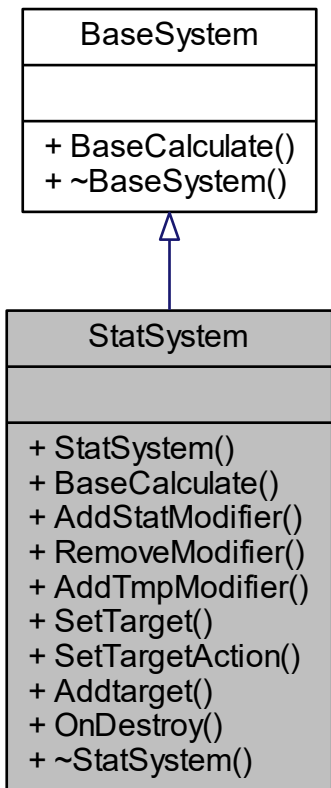 BaseSystem
+ BaseCalculate()
+ ~BaseSystem()
StatSystem
+ StatSystem()
+ BaseCalculate()
+ AddStatModifier()
+ RemoveModifier()
+ AddTmpModifier()
+ SetTarget()
+ SetTargetAction()
+ Addtarget()
+ OnDestroy()
+ ~StatSystem()